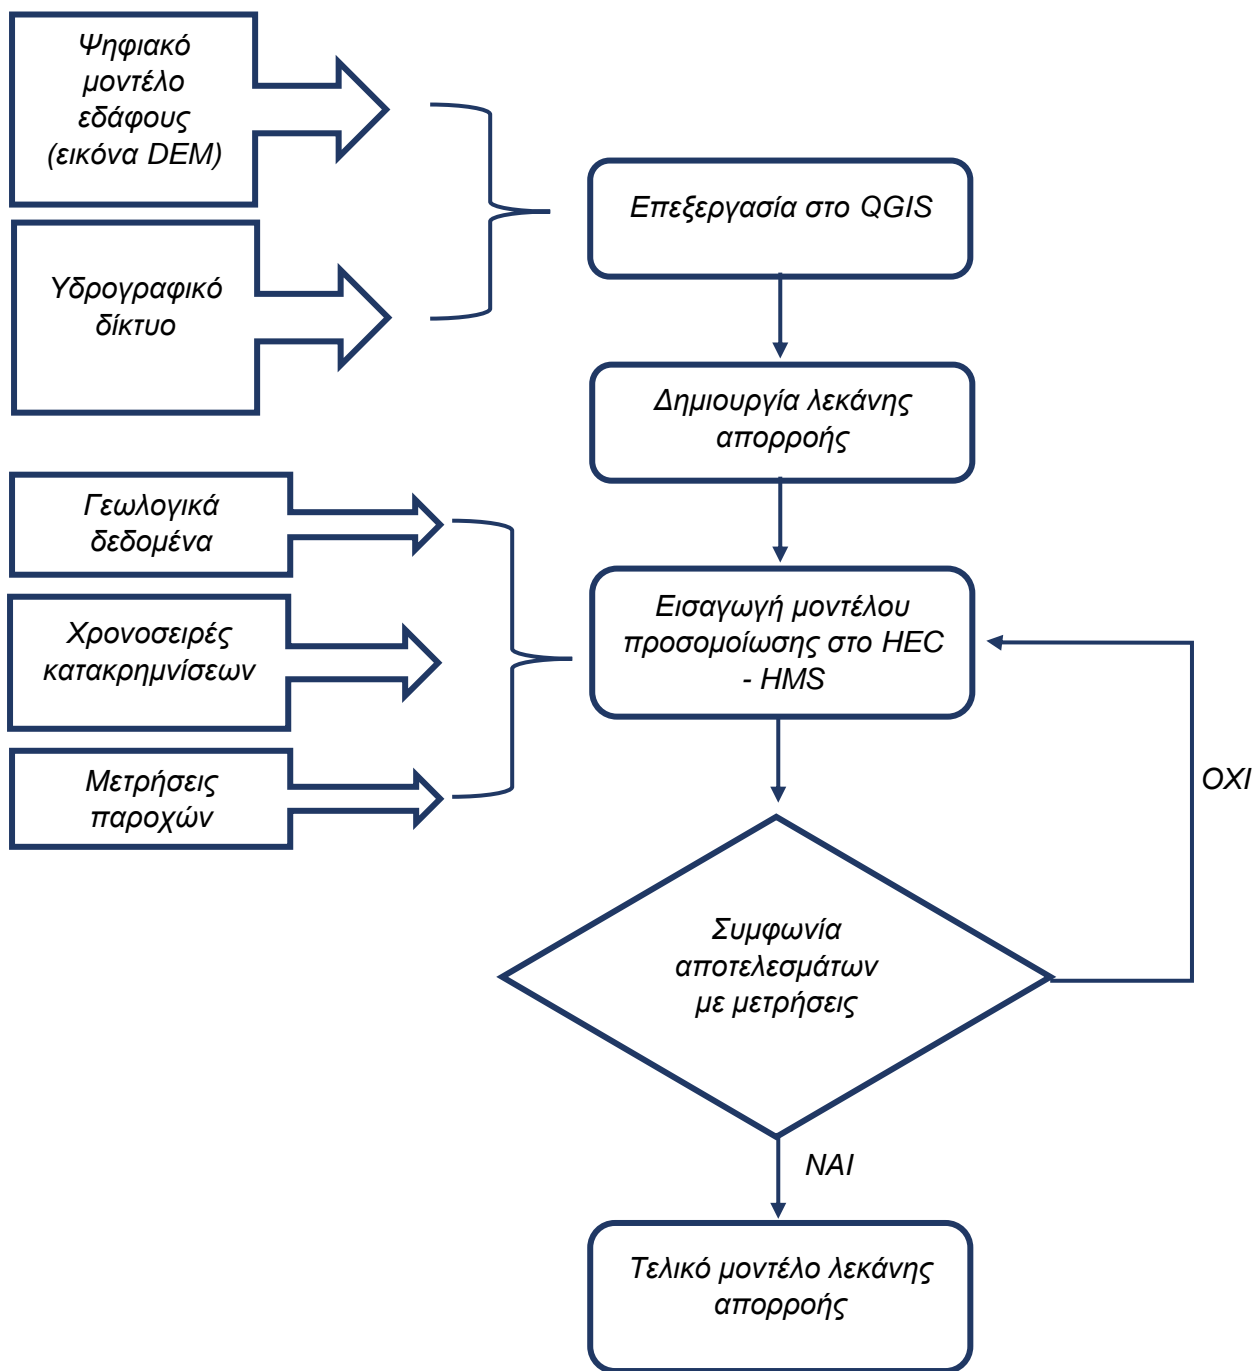 Ψηφιακό
μοντέλο
εδάφους
(εικόνα DEM)
Υδρογραφικό
δίκτυο
Επεξεργασία στο QGIS
Δημιουργία λεκάνης
απορροής
Γεωλογικά
δεδομένα
Χρονοσειρές
κατακρημνίσεων
Μετρήσεις
παροχών
Εισαγωγή μοντέλου
προσομοίωσης στο HEC
- HMS
ΟΧΙ
Συμφωνία
αποτελεσμάτων
με μετρήσεις
ΝΑΙ
Τελικό μοντέλο λεκάνης
απορροής